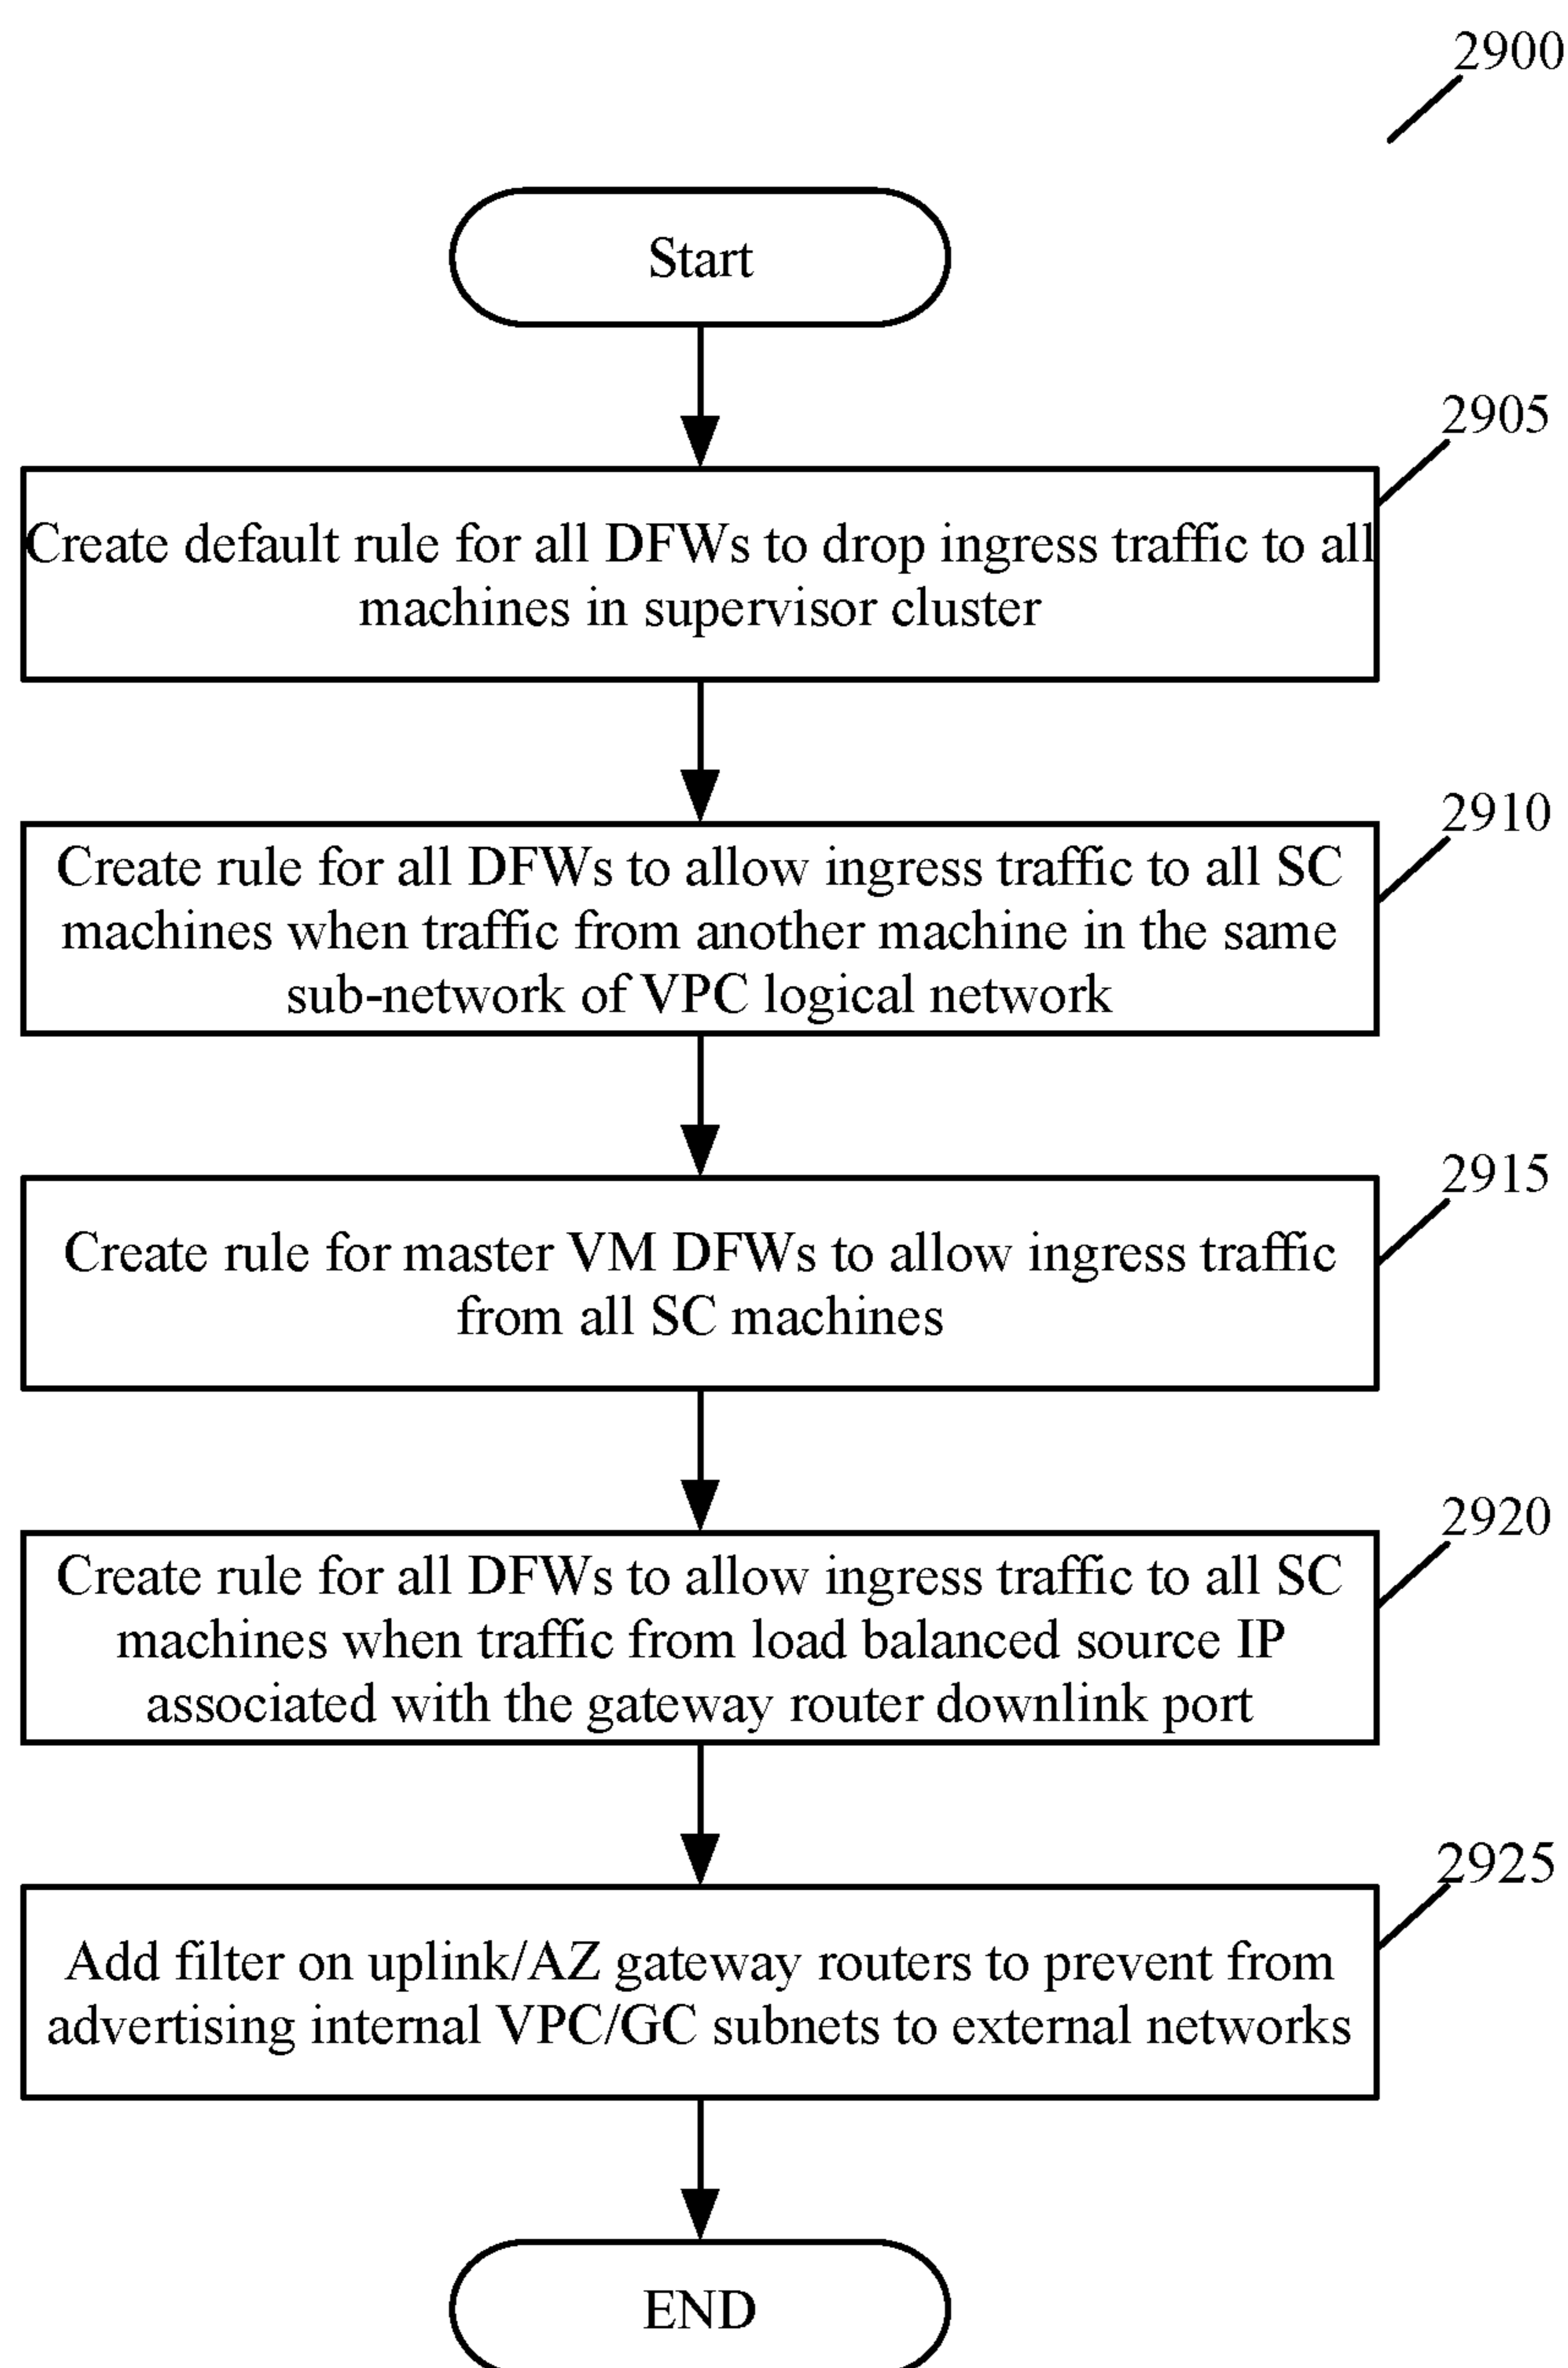 2900
Start
2905
Create default rule for all DFWs to drop ingress traffic to all
machines in supervisor cluster
2910
Create rule for all DFWs to allow ingress traffic to all SC
machines when traffic from another machine in the same
sub-network of VPC logical network
2915
Create rule for master VM DFWs to allow ingress traffic
from all SC machines
2920
Create rule for all DFWs to allow ingress traffic to all SC
machines when traffic from load balanced source IP
associated with the gateway router downlink port
2925
Add filter on uplink/AZ gateway routers to prevent from
advertising internal VPC/GC subnets to external networks
END